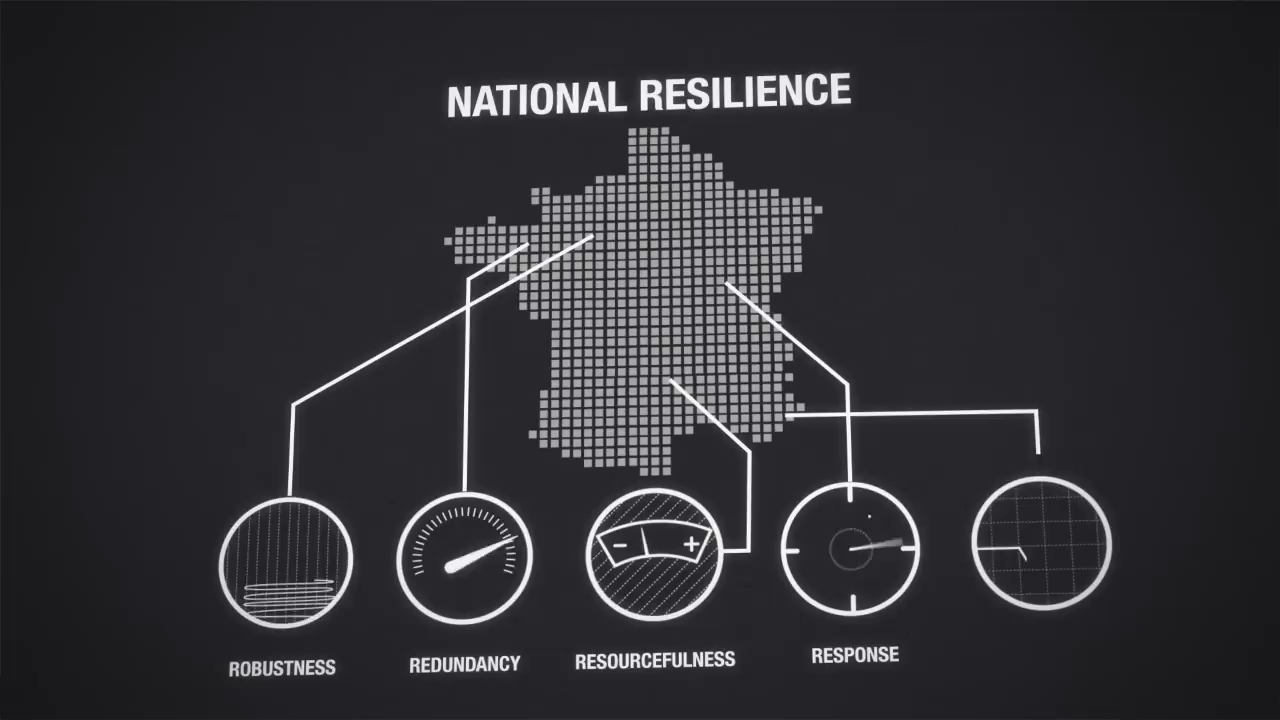 NATIONAL RESILIENCE
ROBUSTNESS
REDUNDANCY
RESOURCEFULNESS
RESPONSE